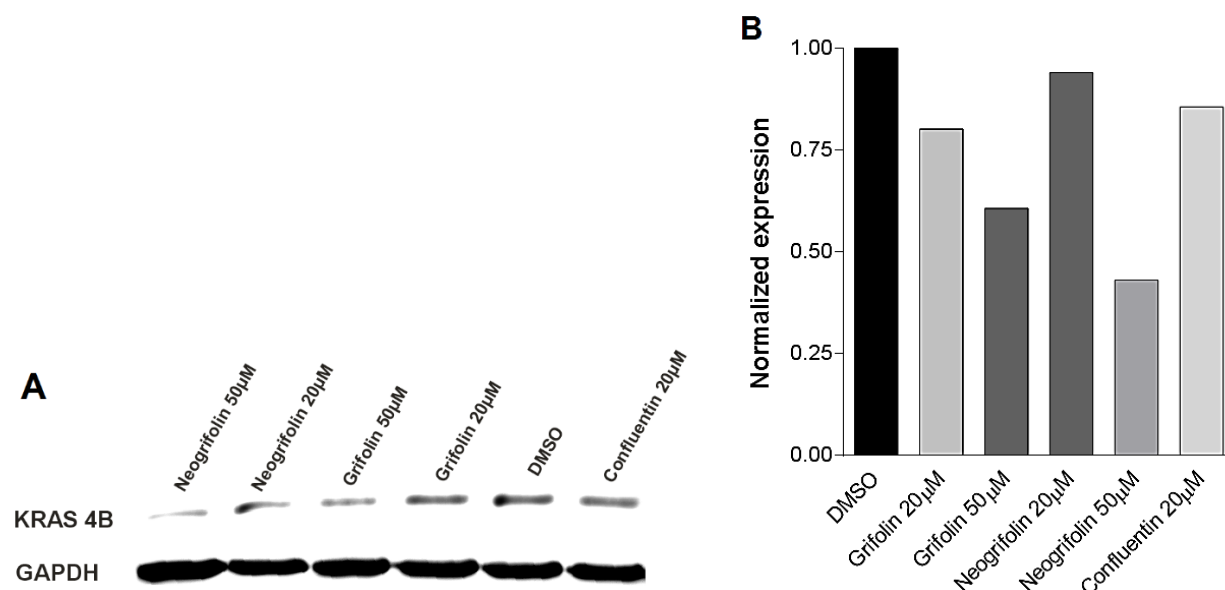 A
Neogrifolin 50µM
Neogrifolin 20µM
Grifolin 50µM
Grifolin 20µM
DMSO
Confluentin 20µM
KRAS 4B
GAPDH
B
Normalized expression
1.00
0.75
0.50
0.25
0.00
DMSO
Grifolin 20µM
Grifolin 50µM
Neogrifolin 20µM
Neogrifolin 50µM
Confluentin 20µM